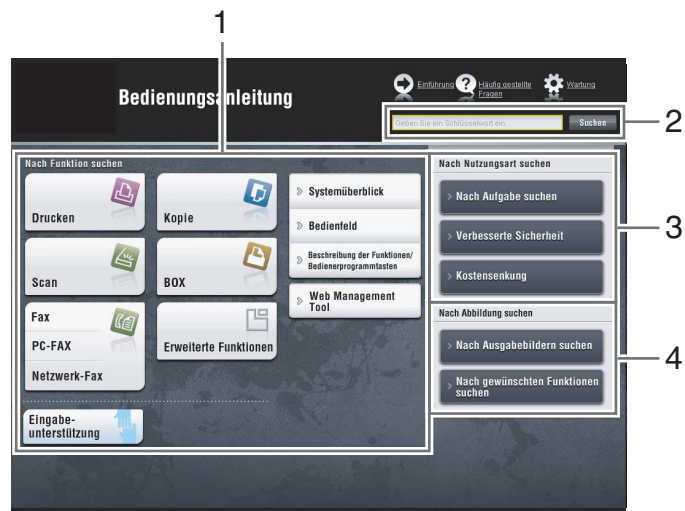 1
Bedienungsanleitung
Einführung
Häufig gestellte
Fragen
Wartung
Geben Sie ein Schlüsselwort ein
Suchen
2
Nach Funktion suchen
Drucken
Kopie
Scan
BOX
Fax
PC-FAX
Netzwerk-Fax
Erweiterte Funktionen
Eingabe-
unterstützung
Systemüberblick
Bedienfeld
Beschreibung der Funktionen/
Bedienerprogrammtasten
Web Management
Tool
Nach Nutzungsart suchen
Nach Aufgabe suchen
Verbesserte Sicherheit
Kostensenkung
3
Nach Abbildung suchen
Nach Ausgabebildern suchen
Nach gewünschten Funktionen
suchen
4